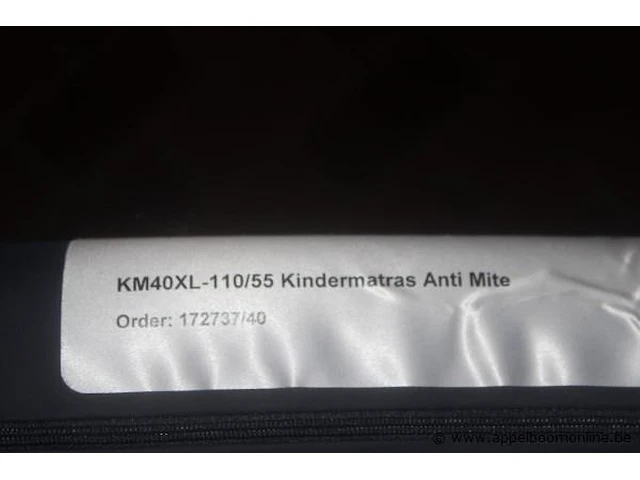 KM40XL-110/55 Kindermatras Anti Mite
Order: 172737/40
© www.appelboomonline.be